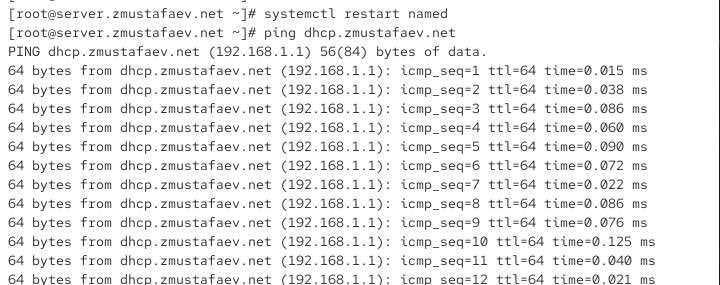 [root@server.zmustafaev.net ~]# systemctl restart named
[root@server.zmustafaev.net ~]# ping dhcp.zmustafaev.net
PING dhcp.zmustafaev.net (192.168.1.1) 56(84) bytes of data.
64 bytes from dhcp.zmustafaev.net (192.168.1.1): icmp_seq=1 ttl=64 time=0.015 ms
64 bytes from dhcp.zmustafaev.net (192.168.1.1): icmp_seq=2 ttl=64 time=0.038 ms
64 bytes from dhcp.zmustafaev.net (192.168.1.1): icmp_seq=3 ttl=64 time=0.086 ms
64 bytes from dhcp.zmustafaev.net (192.168.1.1): icmp_seq=4 ttl=64 time=0.060 ms
64 bytes from dhcp.zmustafaev.net (192.168.1.1): icmp_seq=5 ttl=64 time=0.090 ms
64 bytes from dhcp.zmustafaev.net (192.168.1.1): icmp_seq=6 ttl=64 time=0.072 ms
64 bytes from dhcp.zmustafaev.net (192.168.1.1): icmp_seq=7 ttl=64 time=0.022 ms
64 bytes from dhcp.zmustafaev.net (192.168.1.1): icmp_seq=8 ttl=64 time=0.086 ms
64 bytes from dhcp.zmustafaev.net (192.168.1.1): icmp_seq=9 ttl=64 time=0.076 ms
64 bytes from dhcp.zmustafaev.net (192.168.1.1): icmp_seq=10 ttl=64 time=0.125 ms
64 bytes from dhcp.zmustafaev.net (192.168.1.1): icmp_seq=11 ttl=64 time=0.040 ms
64 bytes from dhcp.zmustafaev.net (192.168.1.1): icmp_seq=12 ttl=64 time=0.021 ms